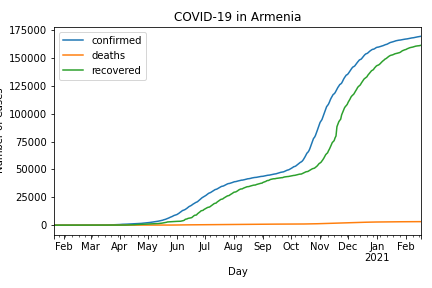 COVID-19 in Armenia
175000
150000
125000
100000
75000
50000
25000
0
confirmed
deaths
recovered
Feb Mar Apr May Jun Jul Aug Sep Oct Nov Dec Jan Feb
2021
Day